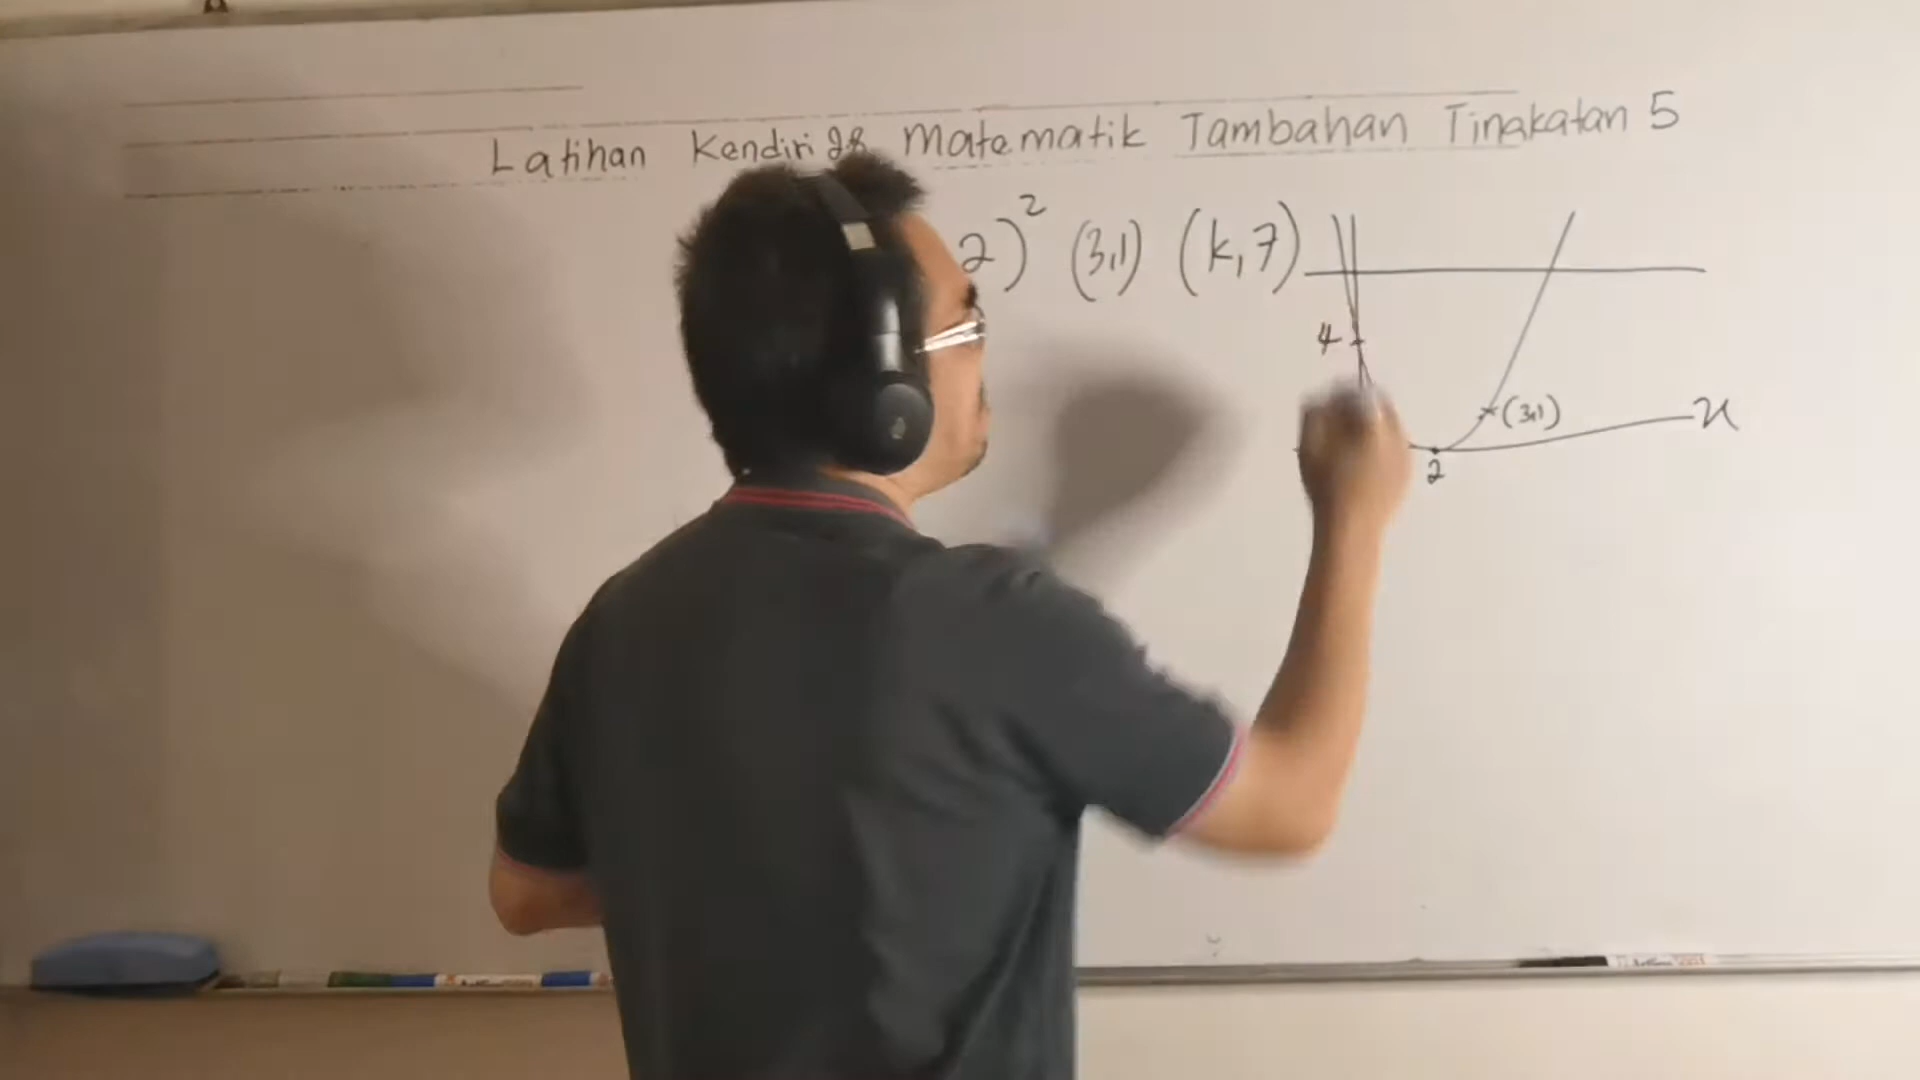 Latihan Kendiri 28 Matematik Tambahan Tingkatan 5
2)² (3,1) (k,7)
4
(3,1)
x
2